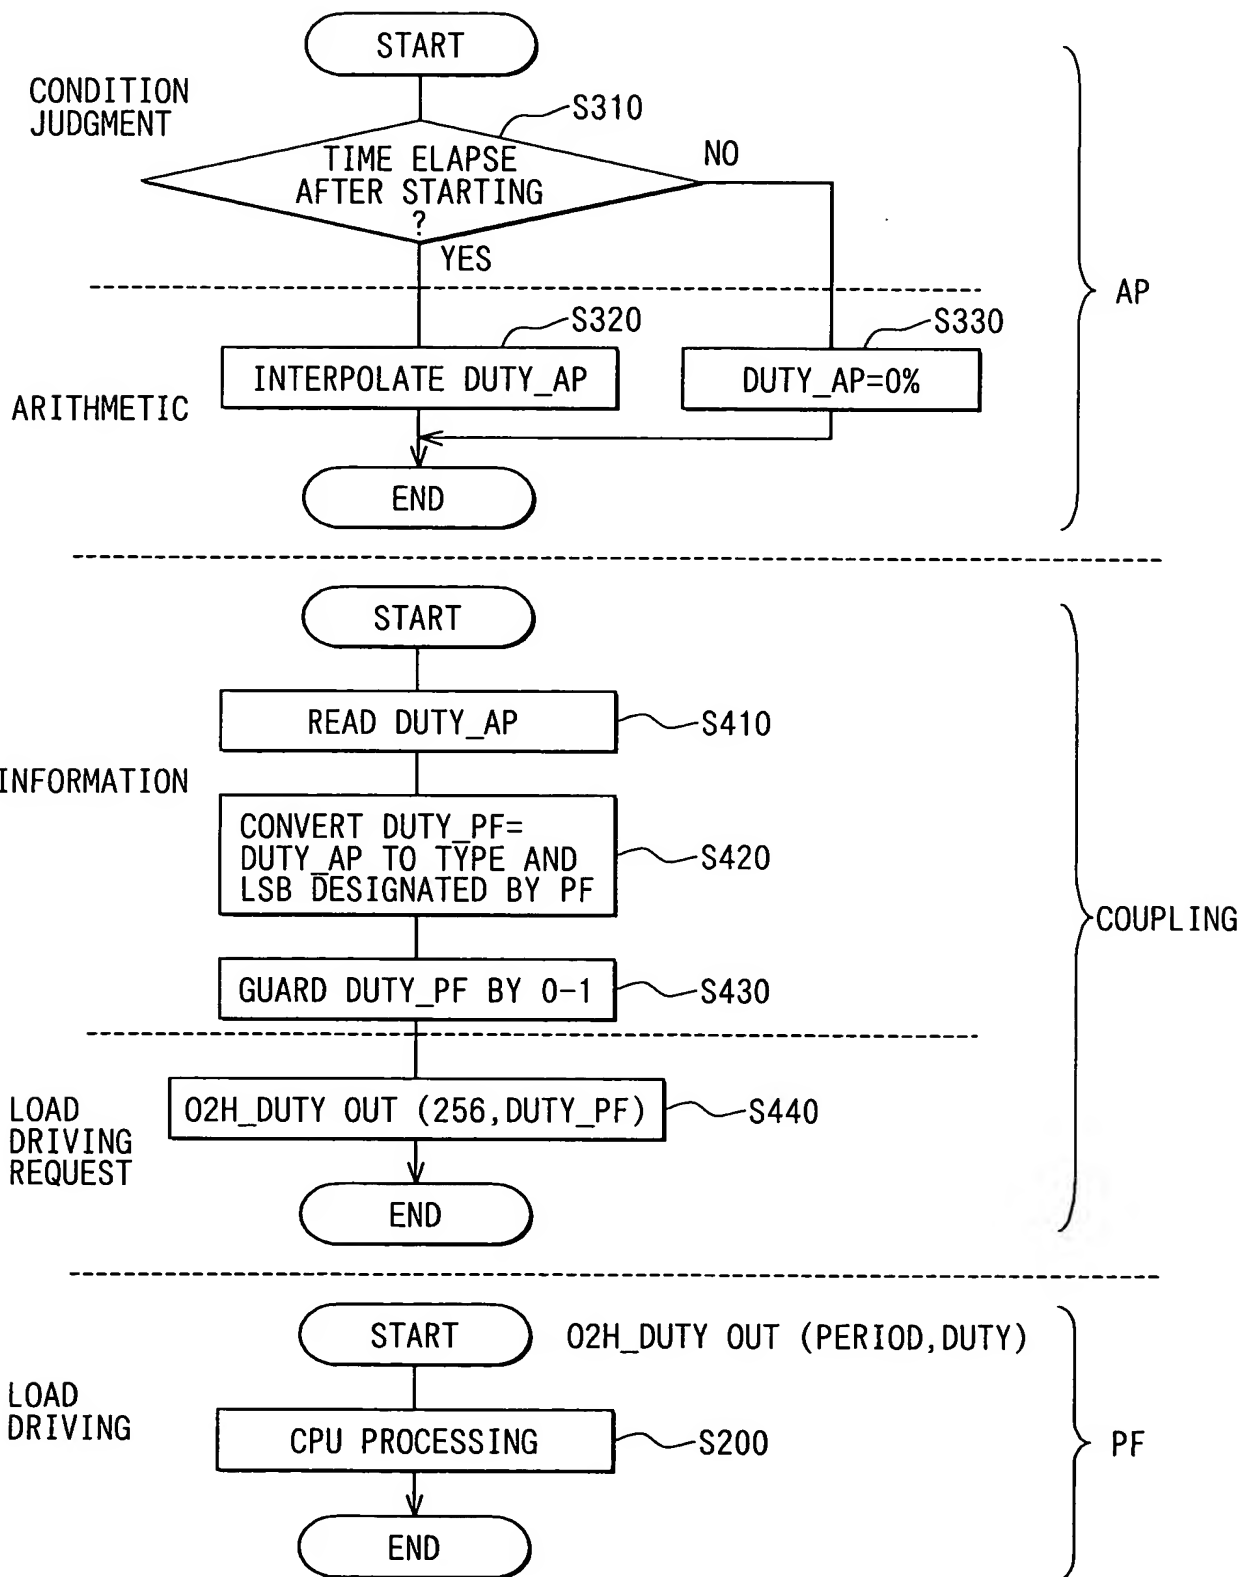 START
CONDITION
JUDGMENT
S310
TIME ELAPSE
AFTER STARTING
?
NO
YES
AP
S320
S330
INTERPOLATE DUTY_AP
DUTY_AP=0%
ARITHMETIC
END
START
READ DUTY_AP
S410
INFORMATION
CONVERT DUTY_PF=
DUTY_AP TO TYPE AND
LSB DESIGNATED BY PF
S420
COUPLING
GUARD DUTY_PF BY 0-1
S430
LOAD
DRIVING
REQUEST
O2H_DUTY OUT (256,DUTY_PF)
S440
END
START
O2H_DUTY OUT (PERIOD,DUTY)
LOAD
DRIVING
CPU PROCESSING
S200
PF
END